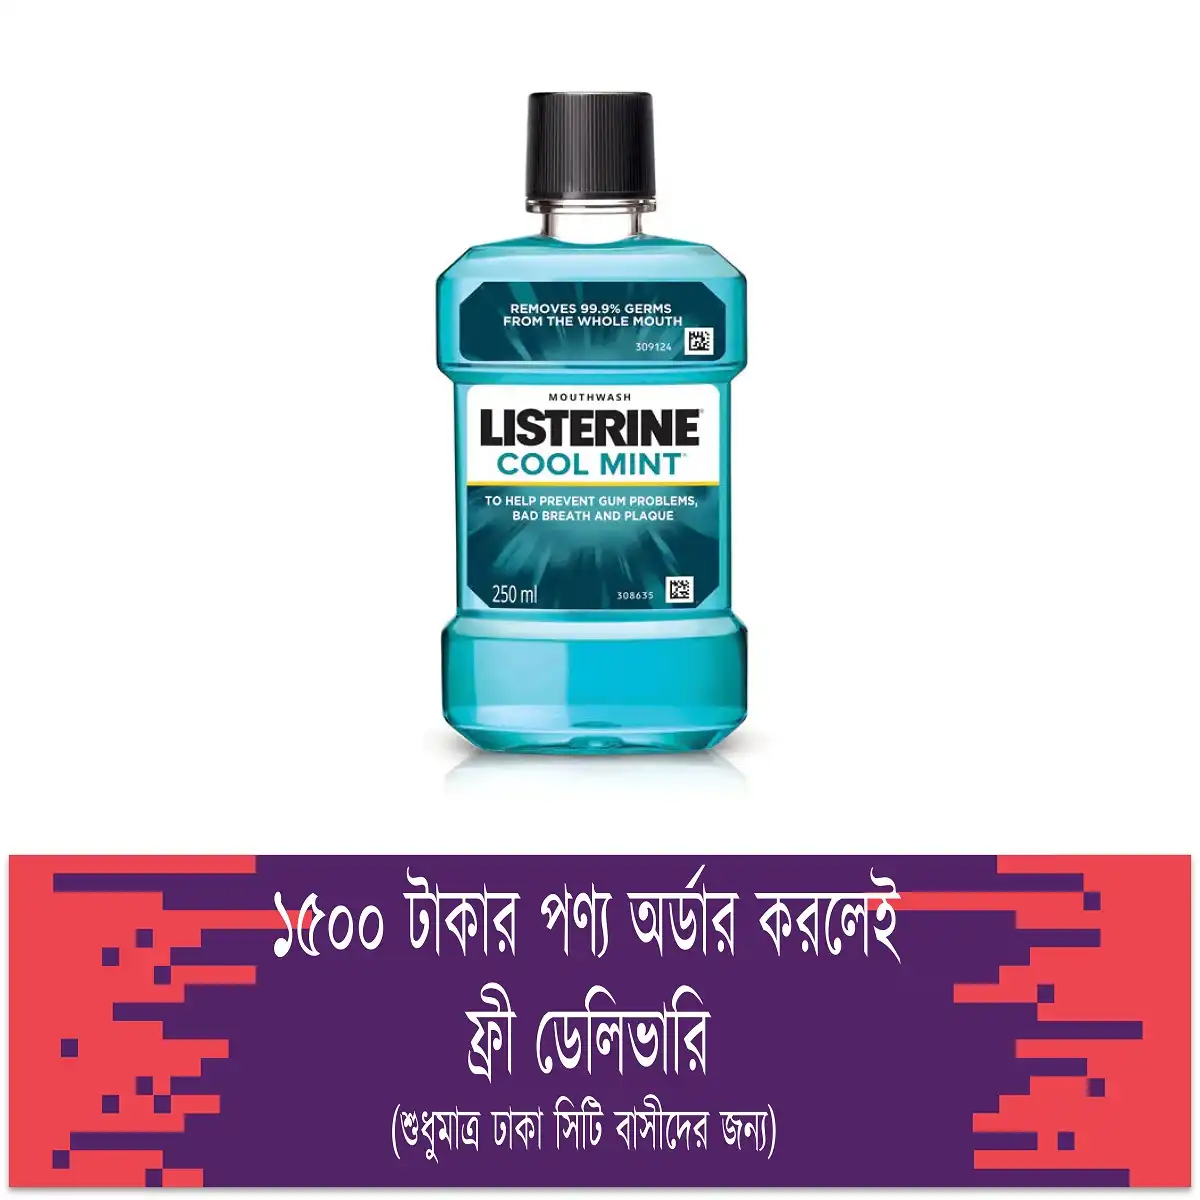 REMOVES 99.9% GERMS
FROM THE WHOLE MOUTH
309124
MOUTHWASH
LISTERINE®
COOL MINT
TO HELP PREVENT GUM PROBLEMS,
BAD BREATH AND PLAQUE
250 ml
308635
১৫০০ টাকার পণ্য অর্ডার করলেই
ফ্রী ডেলিভারি
(শুধুমাত্র ঢাকা সিটি বাসীদের জন্য)